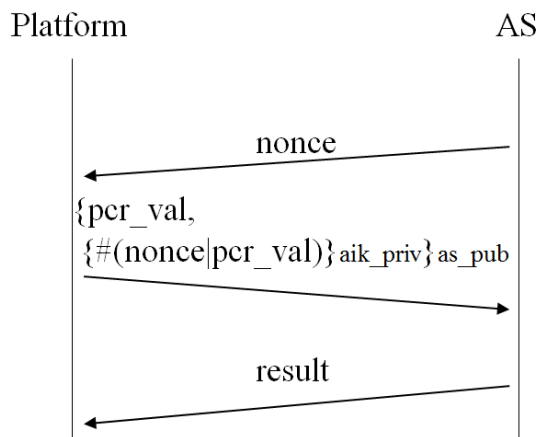 Platform AS
nonce
{pcr_val,
{#(nonce|pcr_val)}aik_priv}as_pub
result